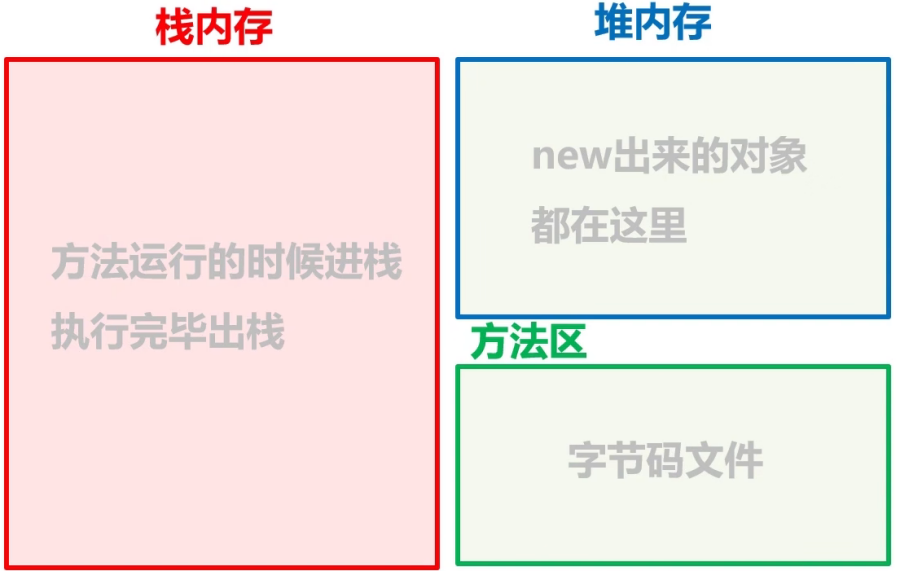 栈内存
方法运行的时候进栈
执行完毕出栈
堆内存
new出来的对象
都在这里
方法区
字节码文件